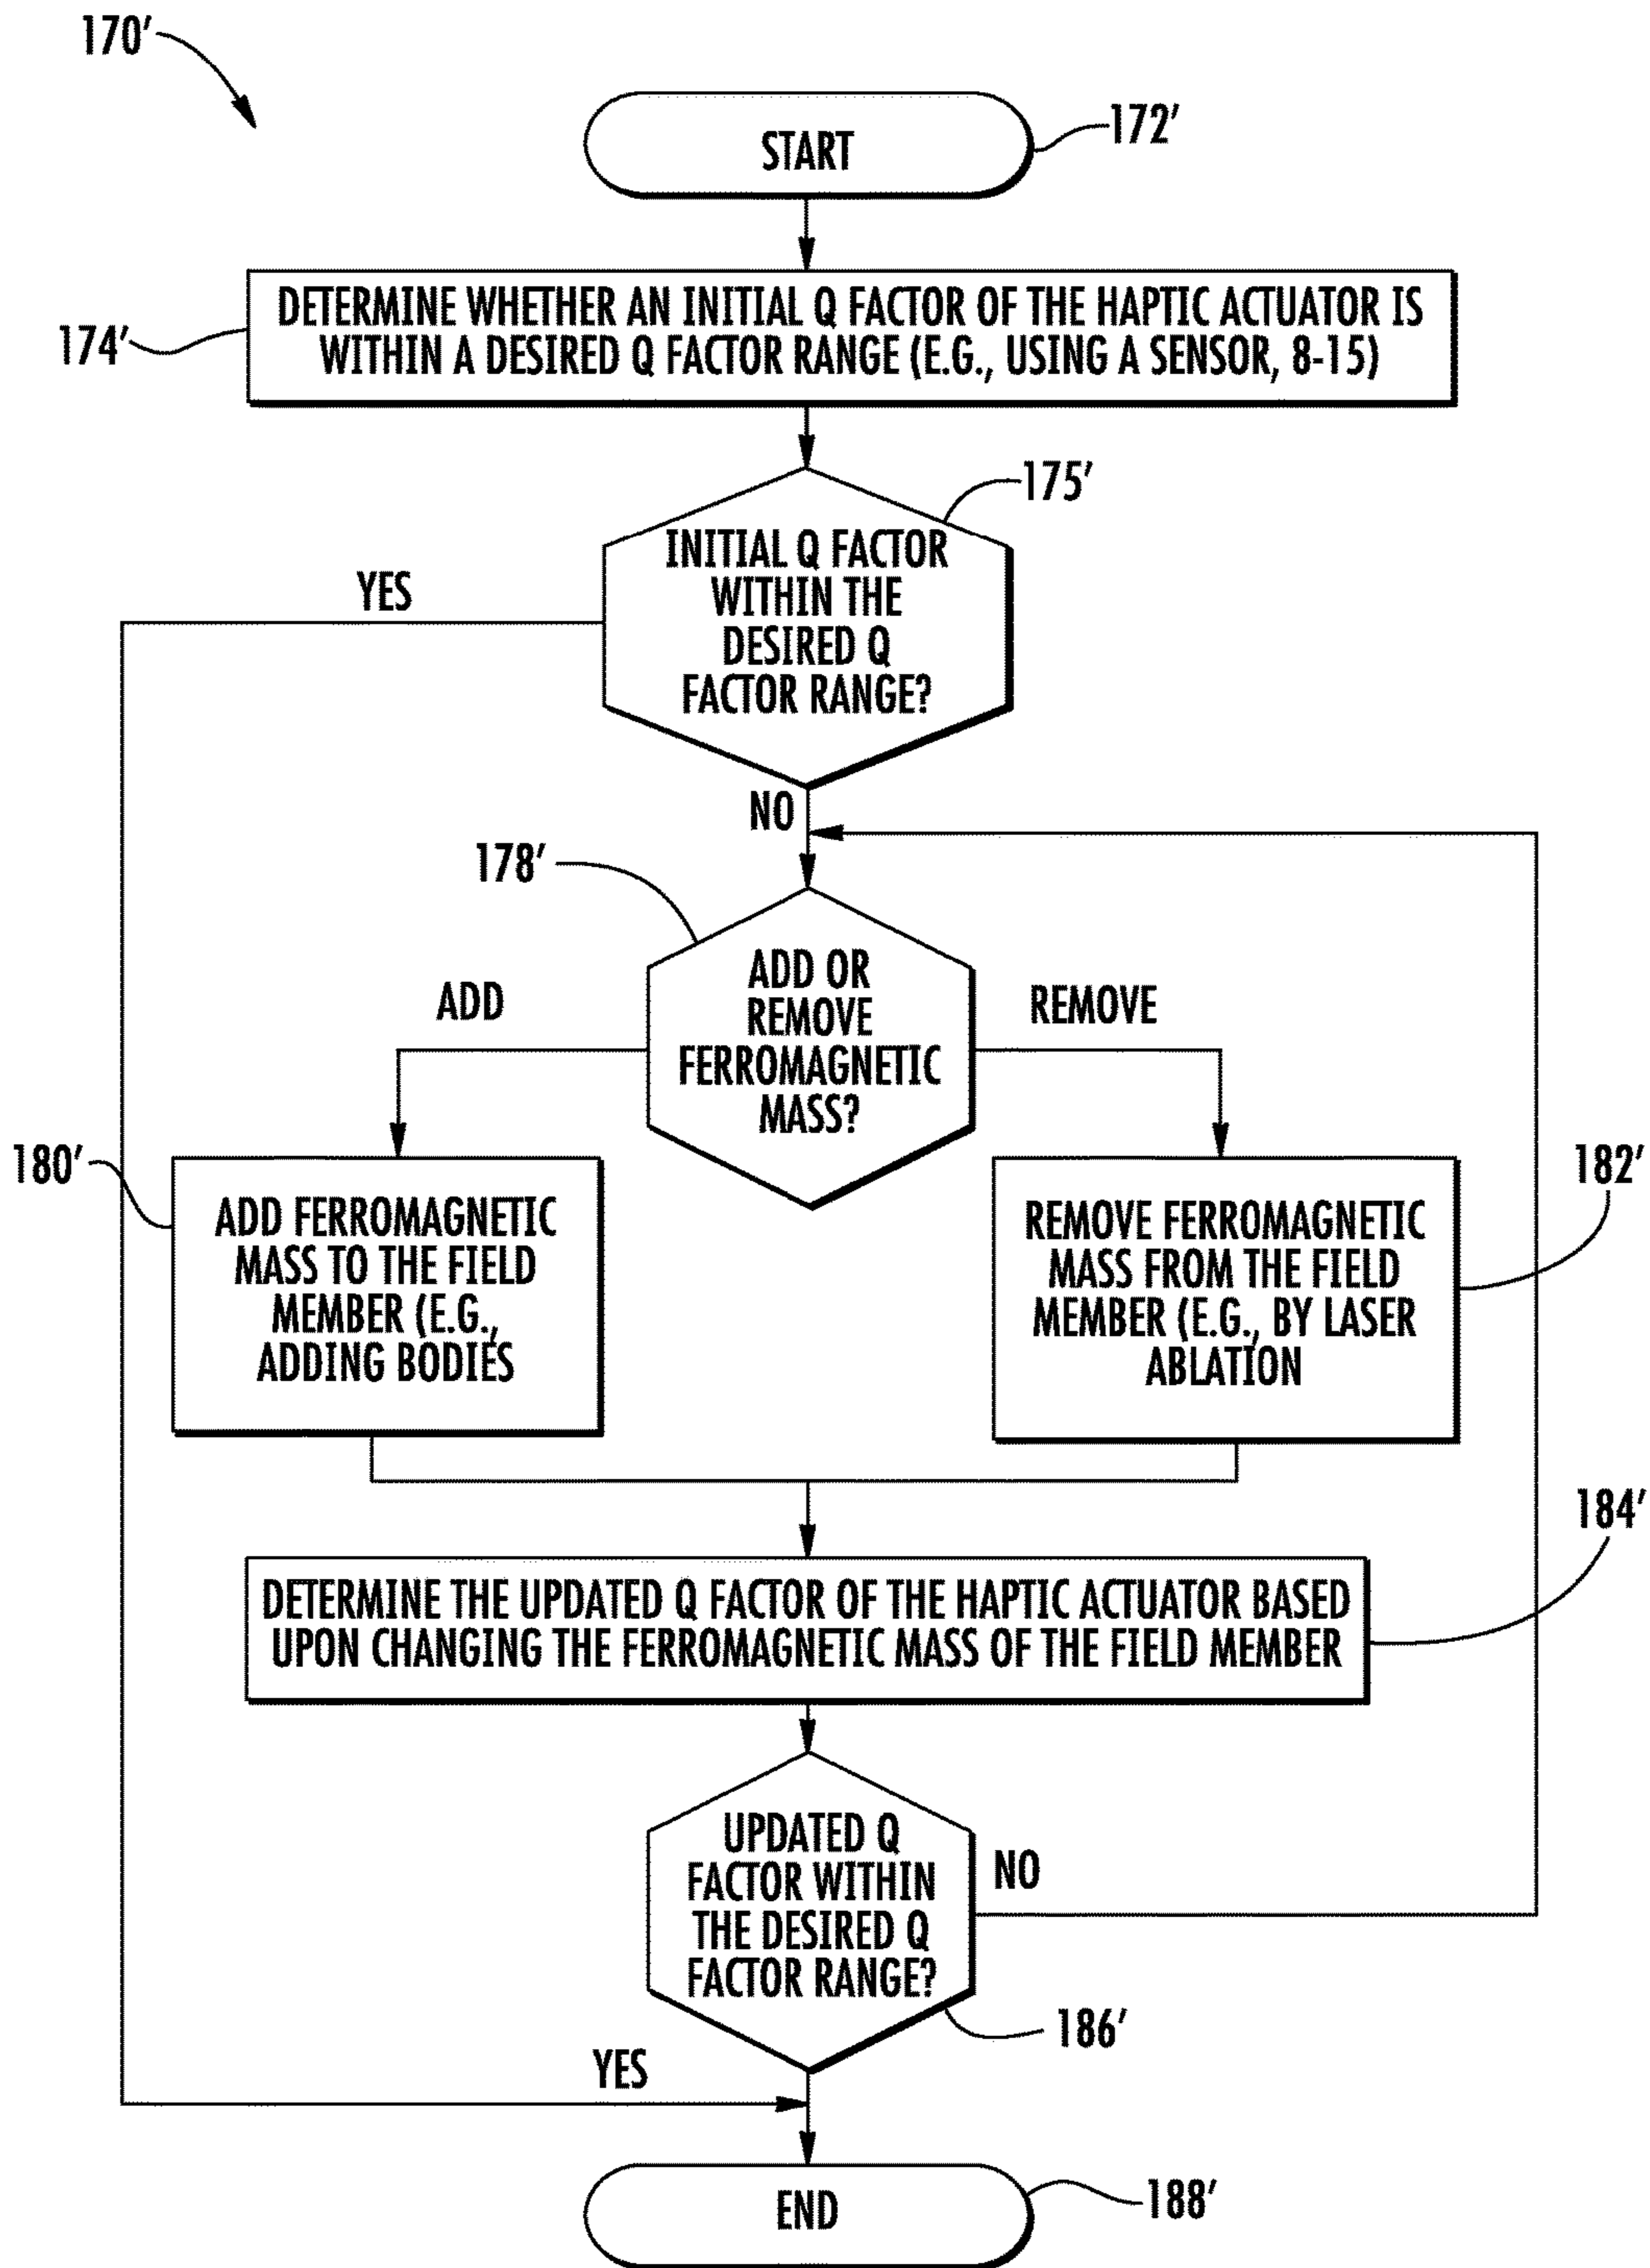 170'
START
172'
DETERMINE WHETHER AN INITIAL Q FACTOR OF THE HAPTIC ACTUATOR IS
WITHIN A DESIRED Q FACTOR RANGE (E.G., USING A SENSOR, 8-15)
174'
175'
INITIAL Q FACTOR
WITHIN THE
DESIRED Q
FACTOR RANGE?
YES
NO
178'
ADD OR
REMOVE
FERROMAGNETIC
MASS?
ADD
REMOVE
180'
ADD FERROMAGNETIC
MASS TO THE FIELD
MEMBER (E.G.,
ADDING BODIES
182'
REMOVE FERROMAGNETIC
MASS FROM THE FIELD
MEMBER (E.G., BY LASER
ABLATION
184'
DETERMINE THE UPDATED Q FACTOR OF THE HAPTIC ACTUATOR BASED
UPON CHANGING THE FERROMAGNETIC MASS OF THE FIELD MEMBER
UPDATED Q
FACTOR WITHIN
THE DESIRED Q
FACTOR RANGE?
NO
186'
YES
END
188'